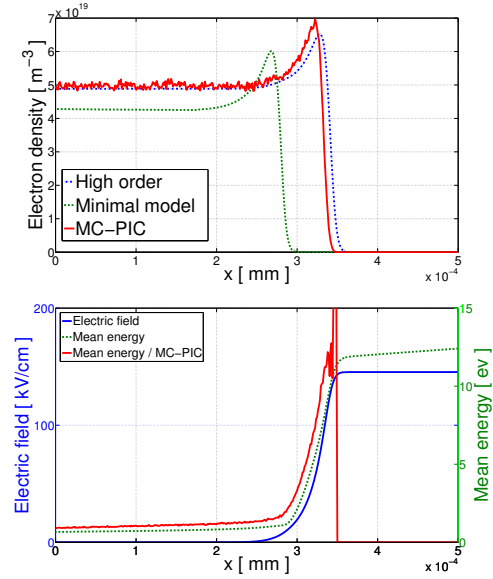 x 10^19
7
6
5
4
3
2
1
0
Electron density [ m^-3 ]
High order
Minimal model
MC-PIC
0 1 2 3 4 5
x [ mm ]
x 10^-4
200
100
0
Electric field [ kV/cm ]
Electric field
Mean energy
Mean energy / MC-PIC
15
10
5
0
Mean energy [ ev ]
0 1 2 3 4 5
x [ mm ]
x 10^-4